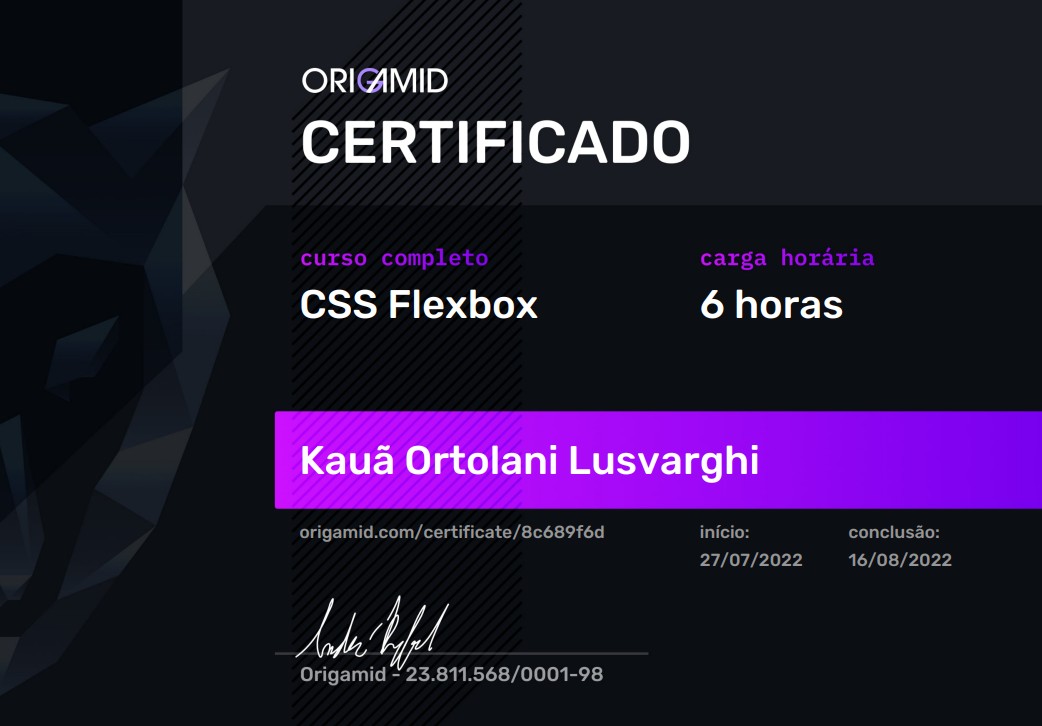 ORIGAMID
CERTIFICADO
curso completo
CSS Flexbox
carga horária
6 horas
Kauã Ortolani Lusvarghi
origamid.com/certificate/8c689f6d
início:
27/07/2022
conclusão:
16/08/2022
Origamid - 23.811.568/0001-98